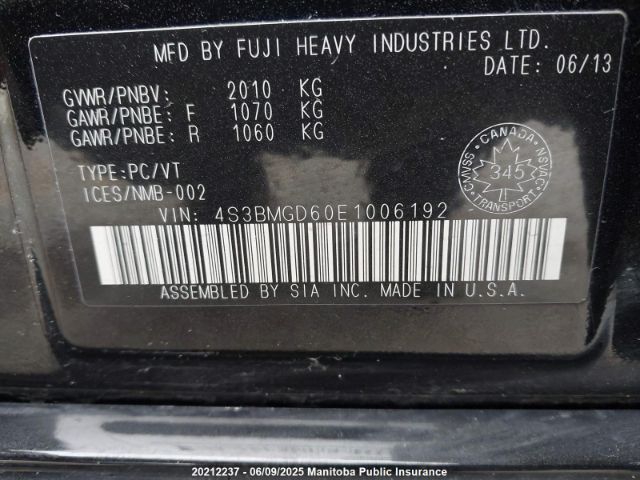 MFD BY FUJI HEAVY INDUSTRIES LTD.
DATE: 06/13
GVWR/PNBV: 2010 KG
GAWR/PNBE: F 1070 KG
GAWR/PNBE: R 1060 KG
TYPE:PC/VT
ICES/NMB-002
CANADA
CVVSS
NSVAC
345
TRANSPORT
VIN: 4S3BMGD60E1006192
ASSEMBLED BY SIA INC. MADE IN U.S.A.
20212237 - 06/09/2025 Manitoba Public Insurance